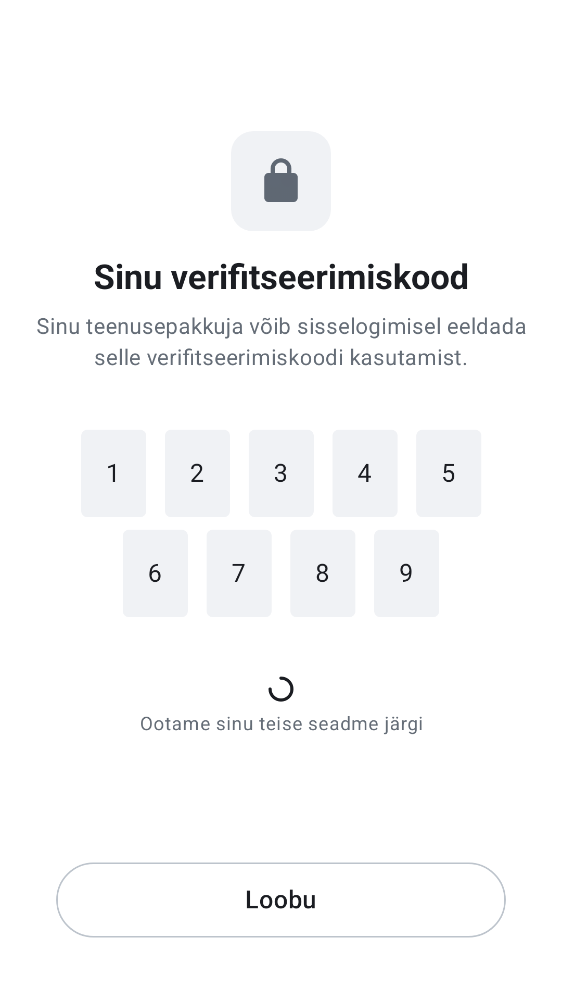 Sinu verifitseerimiskood
Sinu teenusepakkuja võib sisselogimisel eeldada
selle verifitseerimiskoodi kasutamist.
1 2 3 4 5
6 7 8 9
Ootame sinu teise seadme järgi
Loobu